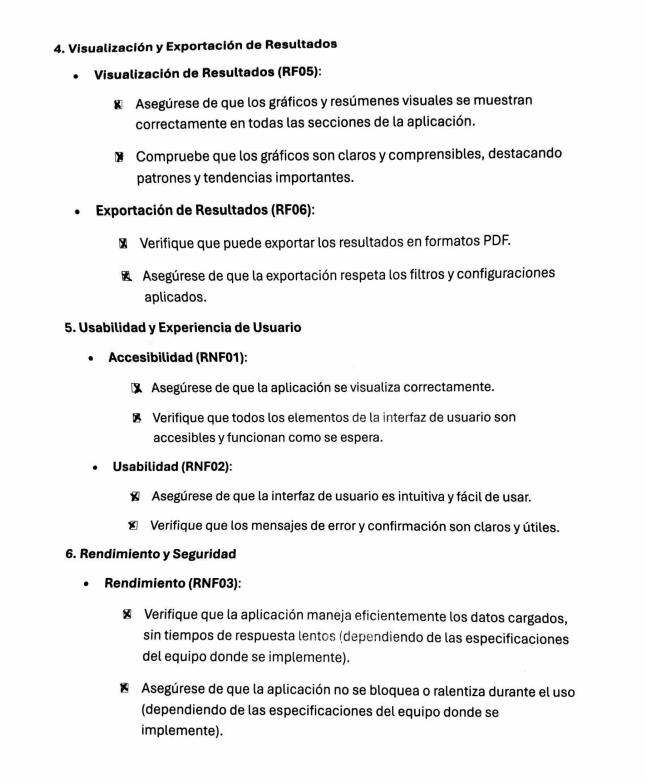 4. Visualización y Exportación de Resultados
• Visualización de Resultados (RF05):
☒ Asegúrese de que los gráficos y resúmenes visuales se muestran
correctamente en todas las secciones de la aplicación.
☒ Compruebe que los gráficos son claros y comprensibles, destacando
patrones y tendencias importantes.
• Exportación de Resultados (RF06):
☒ Verifique que puede exportar los resultados en formatos PDF.
☒ Asegúrese de que la exportación respeta los filtros y configuraciones
aplicados.
5. Usabilidad y Experiencia de Usuario
• Accesibilidad (RNF01):
☒ Asegúrese de que la aplicación se visualiza correctamente.
☒ Verifique que todos los elementos de la interfaz de usuario son
accesibles y funcionan como se espera.
• Usabilidad (RNF02):
☒ Asegúrese de que la interfaz de usuario es intuitiva y fácil de usar.
☒ Verifique que los mensajes de error y confirmación son claros y útiles.
6. Rendimiento y Seguridad
• Rendimiento (RNF03):
☒ Verifique que la aplicación maneja eficientemente los datos cargados,
sin tiempos de respuesta lentos (dependiendo de las especificaciones
del equipo donde se implemente).
☒ Asegúrese de que la aplicación no se bloquea o ralentiza durante el uso
(dependiendo de las especificaciones del equipo donde se
implemente).